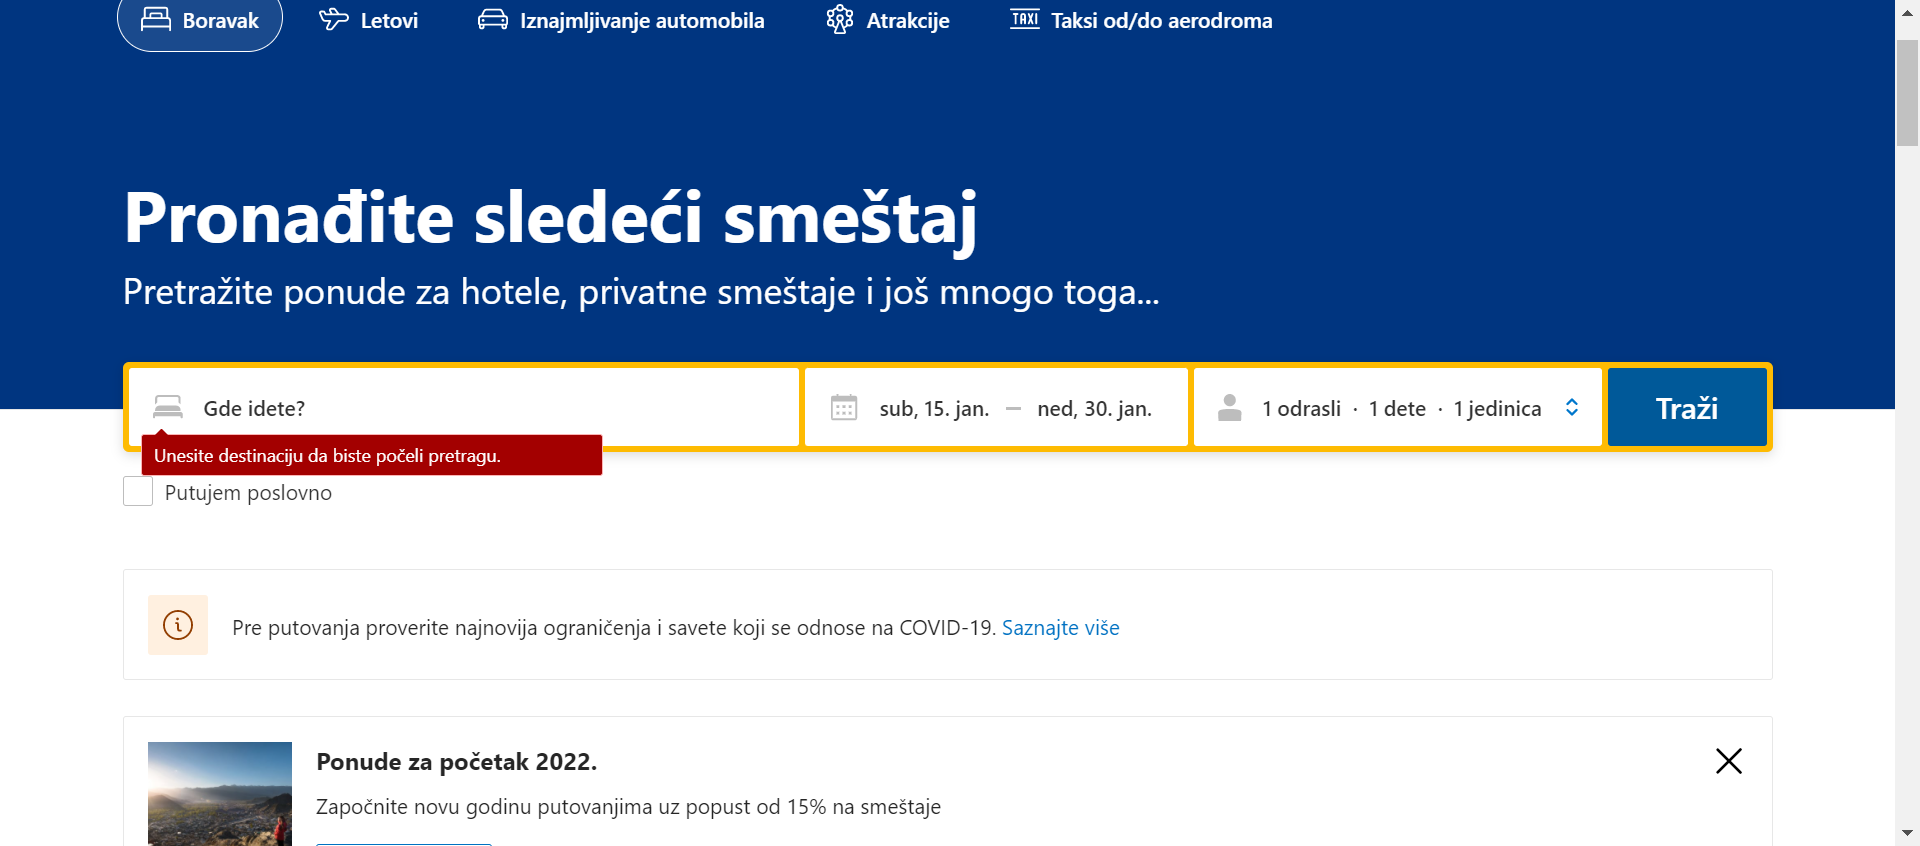 Boravak
Letovi
Iznajmljivanje automobila
Atrakcije
TAXI
Taksi od/do aerodroma
Pronađite sledeći smeštaj
Pretražite ponude za hotele, privatne smeštaje i još mnogo toga...
Gde idete?
sub, 15. jan. — ned, 30. jan.
1 odrasli · 1 dete · 1 jedinica
Traži
Unesite destinaciju da biste počeli pretragu.
Putujem poslovno
Pre putovanja proverite najnovija ograničenja i savete koji se odnose na COVID-19. Saznajte više
Ponude za početak 2022.
Započnite novu godinu putovanjima uz popust od 15% na smeštaje